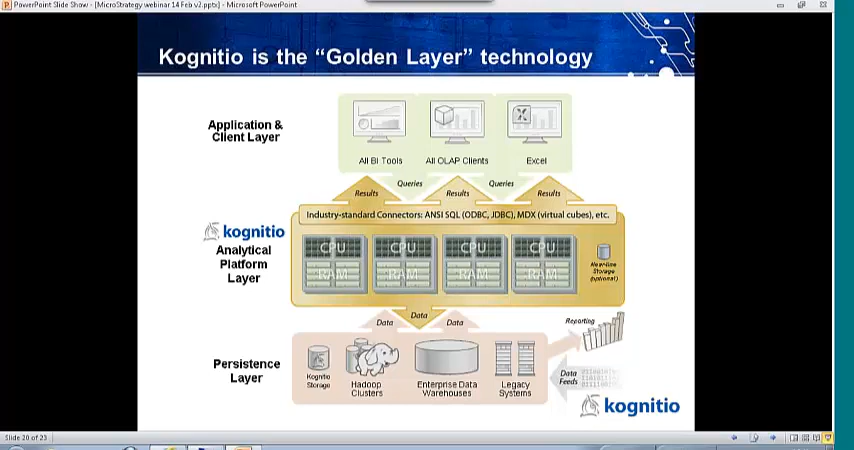 PowerPoint Slide Show - [MicroStrategy webinar 14 Feb v2.pptx] - Microsoft PowerPoint
Kognitio is the “Golden Layer” technology
Application &
Client Layer
All BI Tools
All OLAP Clients
Excel
Queries
Queries
Results
Results
Results
Industry-standard Connectors: ANSI SQL (ODBC, JDBC), MDX (virtual cubes), etc.
kognitio
Analytical
Platform
Layer
CPU
CPU
CPU
CPU
RAM
RAM
RAM
RAM
Near-line
Storage
(optional)
Data
Data
Data
Reporting
Persistence
Layer
Kognitio
Storage
Hadoop
Clusters
Enterprise Data
Warehouses
Legacy
Systems
Data
Feeds
kognitio
Slide 20 of 23